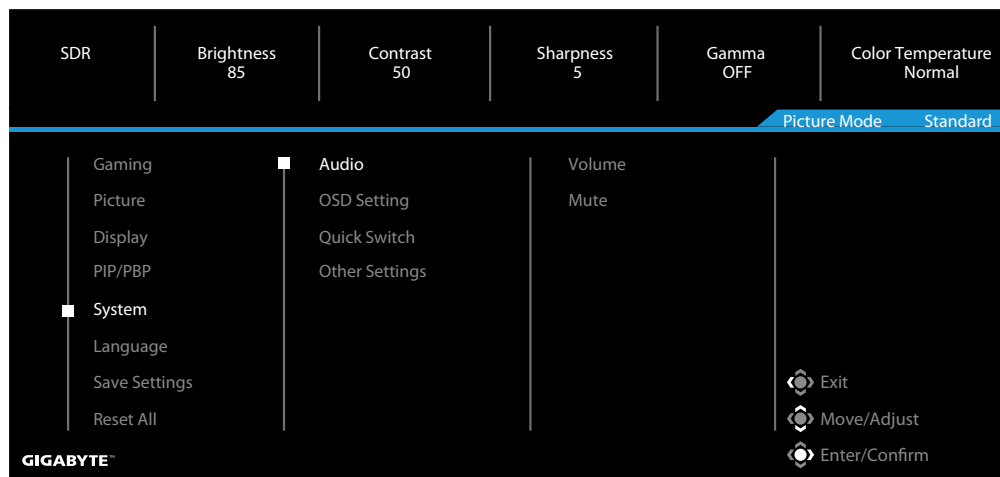 SDR
Brightness
85
Contrast
50
Sharpness
5
Gamma
OFF
Color Temperature
Normal
Picture Mode Standard
Gaming
Picture
Display
PIP/PBP
System
Language
Save Settings
Reset All
Audio
OSD Setting
Quick Switch
Other Settings
Volume
Mute
Exit
Move/Adjust
Enter/Confirm
GIGABYTE™